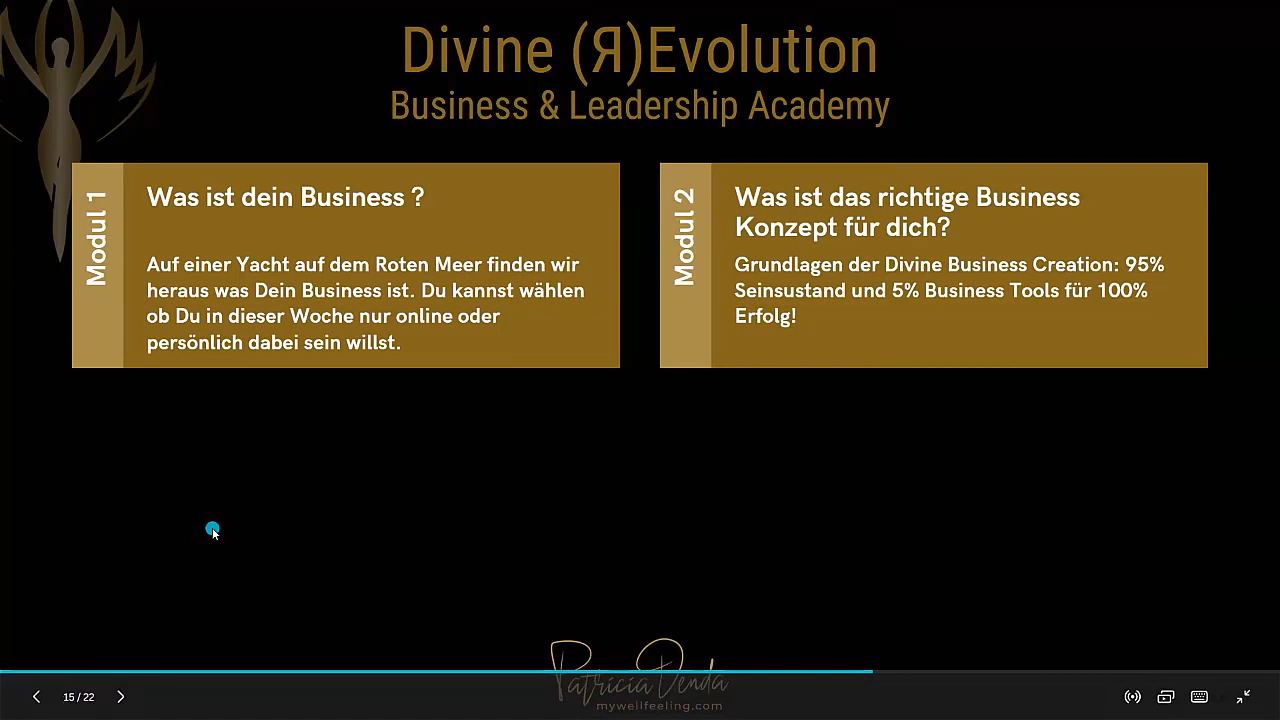 Divine (Я)Evolution
Business & Leadership Academy
Modul 1
Was ist dein Business ?
Auf einer Yacht auf dem Roten Meer finden wir
heraus was Dein Business ist. Du kannst wählen
ob Du in dieser Woche nur online oder
persönlich dabei sein willst.
Modul 2
Was ist das richtige Business
Konzept für dich?
Grundlagen der Divine Business Creation: 95%
Seinsustand und 5% Business Tools für 100%
Erfolg!
Patricia Denda
mywellfeeling.com
15 / 22